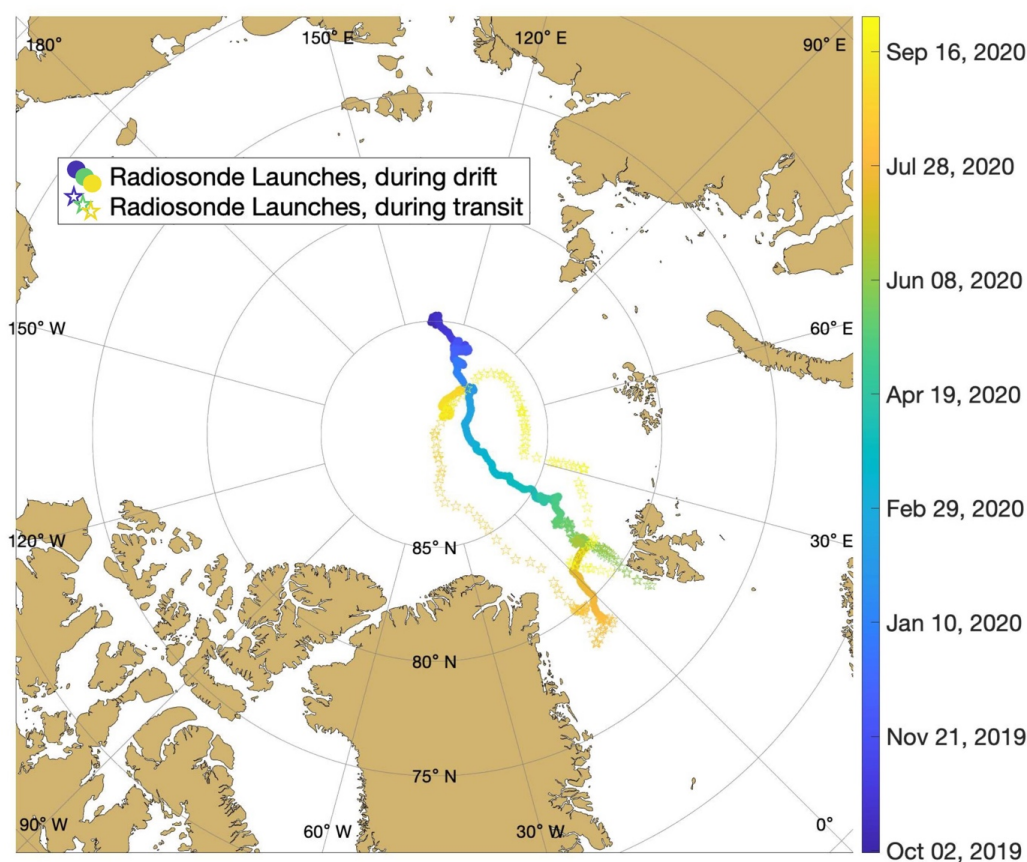 180°
150° E
120° E
90° E
Radiosonde Launches, during drift
Radiosonde Launches, during transit
150° W
60° E
120° W
85° N
30° E
80° N
75° N
90° W
60° W
30° W
0°
Sep 16, 2020
Jul 28, 2020
Jun 08, 2020
Apr 19, 2020
Feb 29, 2020
Jan 10, 2020
Nov 21, 2019
Oct 02, 2019